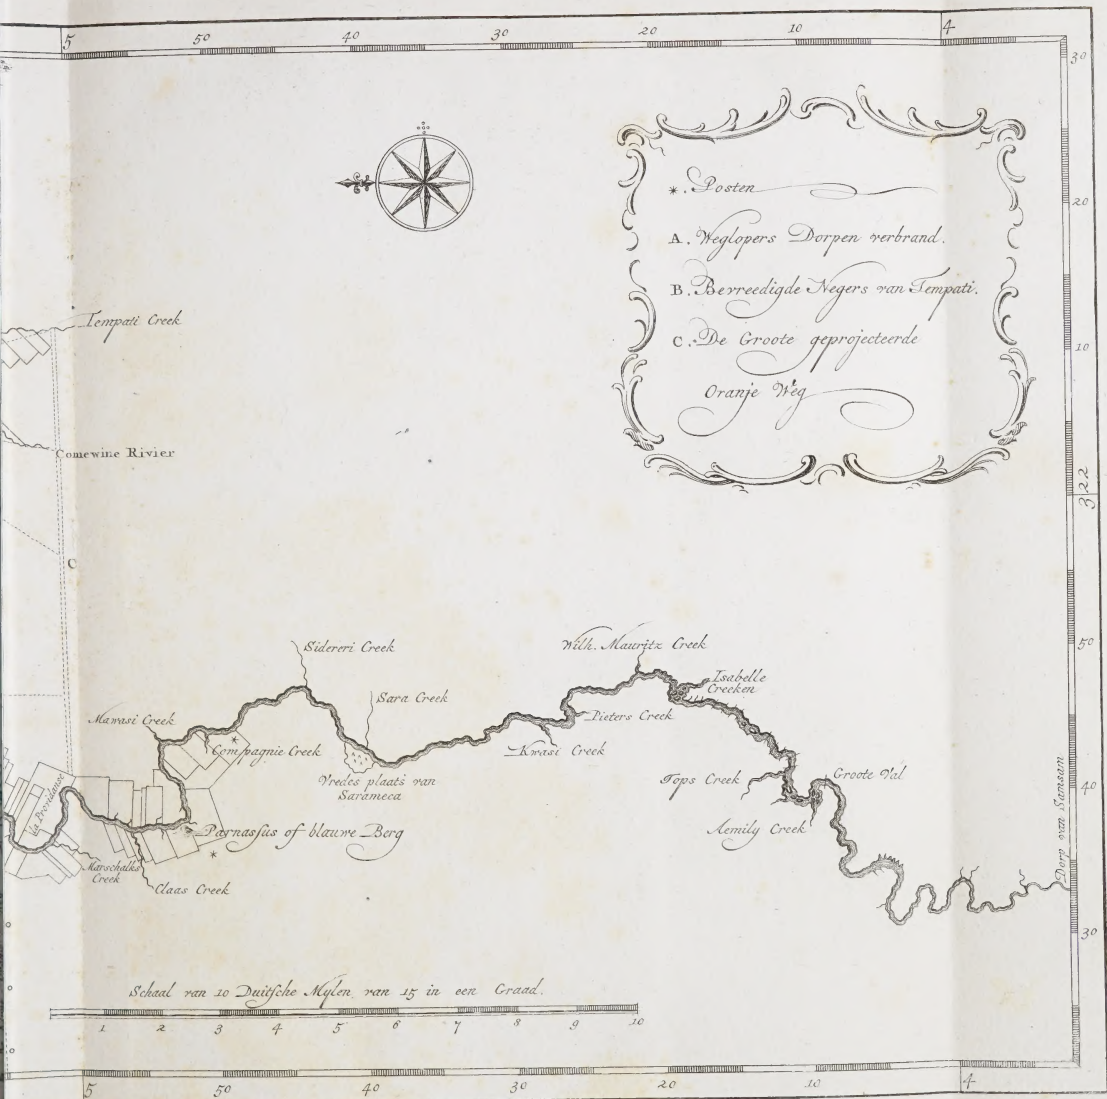 5 50 40 30 20 10 4
30
20
10
322
50
40
30
*. Posten
A. Weglopers Dorpen verbrand.
B. Bevreedigde Negers van Tempati.
C. De Groote geprojecteerde
Oranje Weg
Tempati Creek
Comewine Rivier
C
Sidereri Creek
Wilh. Mauritz Creek
Isabelle
Creeken
Sara Creek
Mawasi Creek
Pieters Creek
*
Compagnie Creek
Kwasi Creek
Vredes plaats van
Sarameca
Tops Creek
Groote Val
Dorp van Samsam
la Providanse
Parnassus of blauwe Berg
Aemily Creek
*
Marschalks
Creek
Claas Creek
Schaal van 10 Duitsche Mylen van 15 in een Graad.
1 2 3 4 5 6 7 8 9 10
5 50 40 30 20 10 4